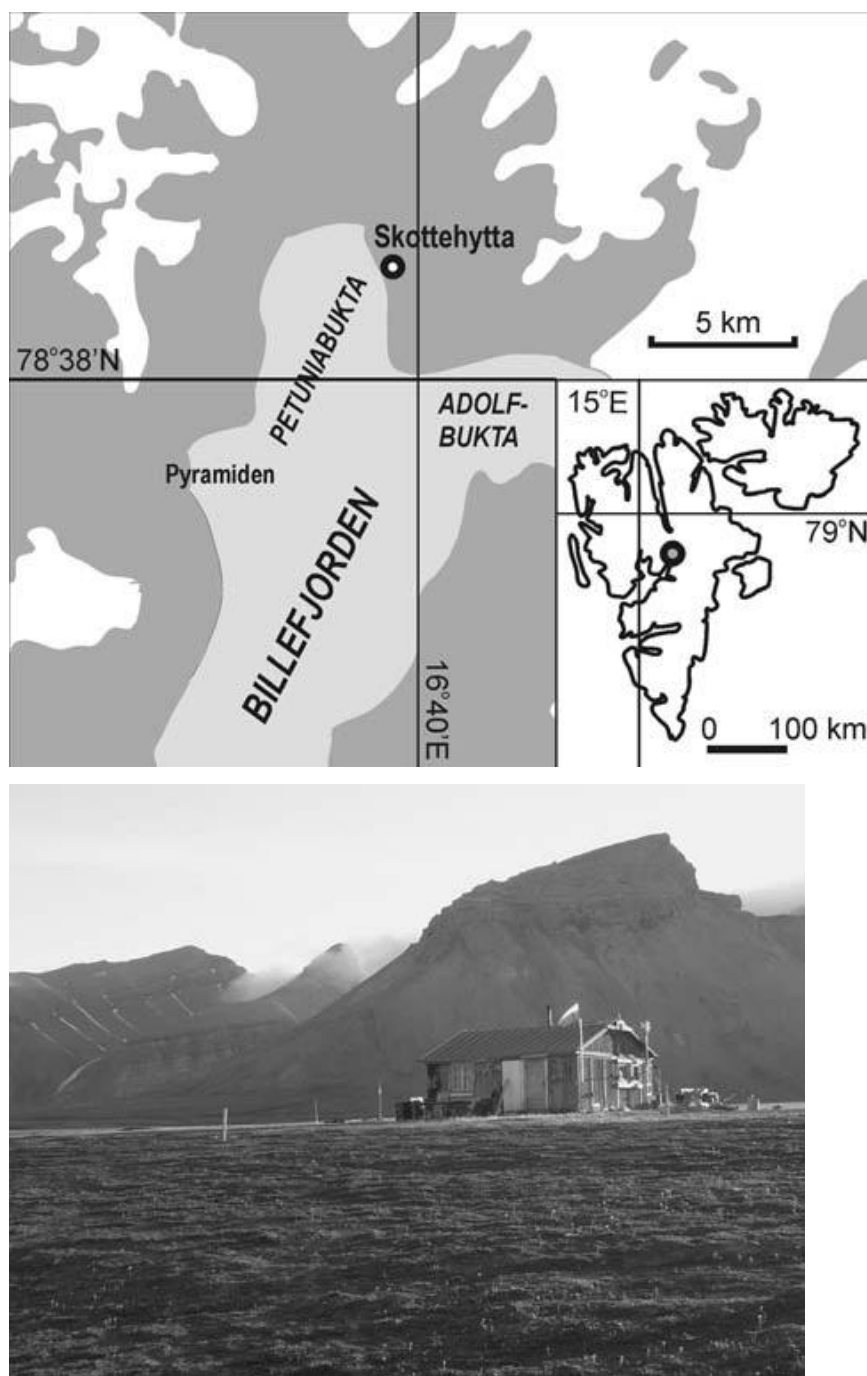 Skottehytta
PETUNIABUKTA
5 km
78°38'N
ADOLF-
BUKTA
15°E
Pyramiden
79°N
BILLEFJORDEN
16°40'E
0 100 km